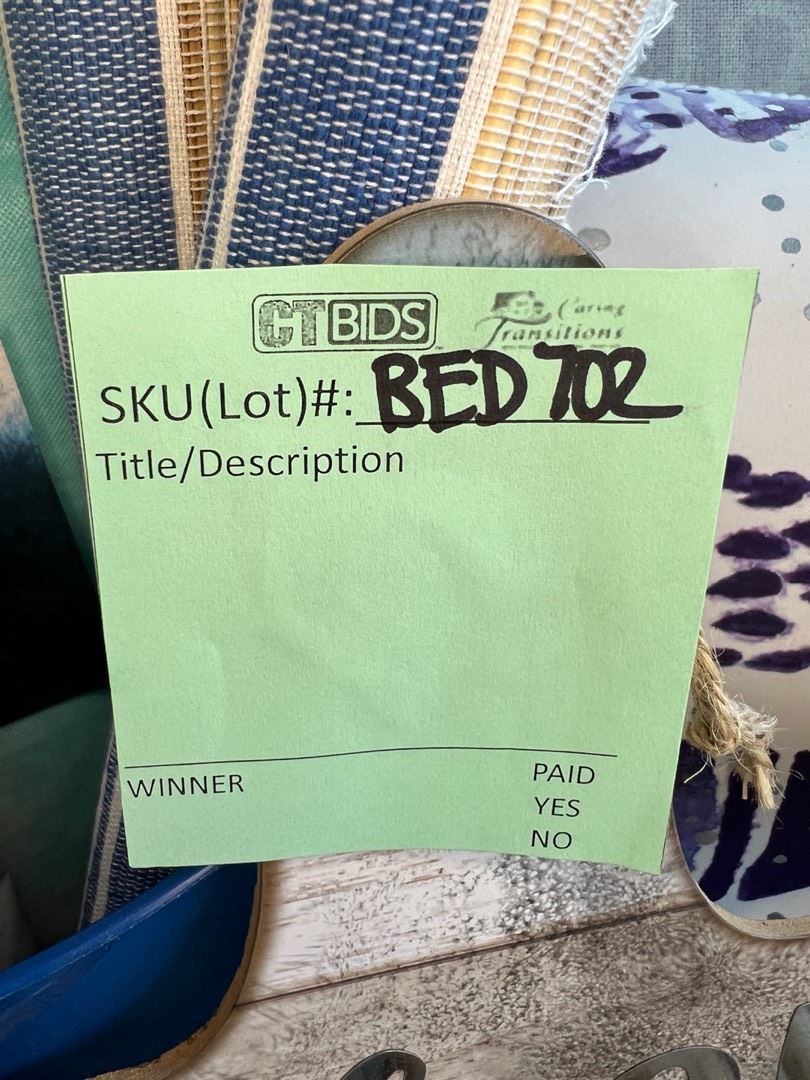 CTBIDS
Caring
Transitions
SKU(Lot)#: BED 702
Title/Description
WINNER
PAID
YES
NO